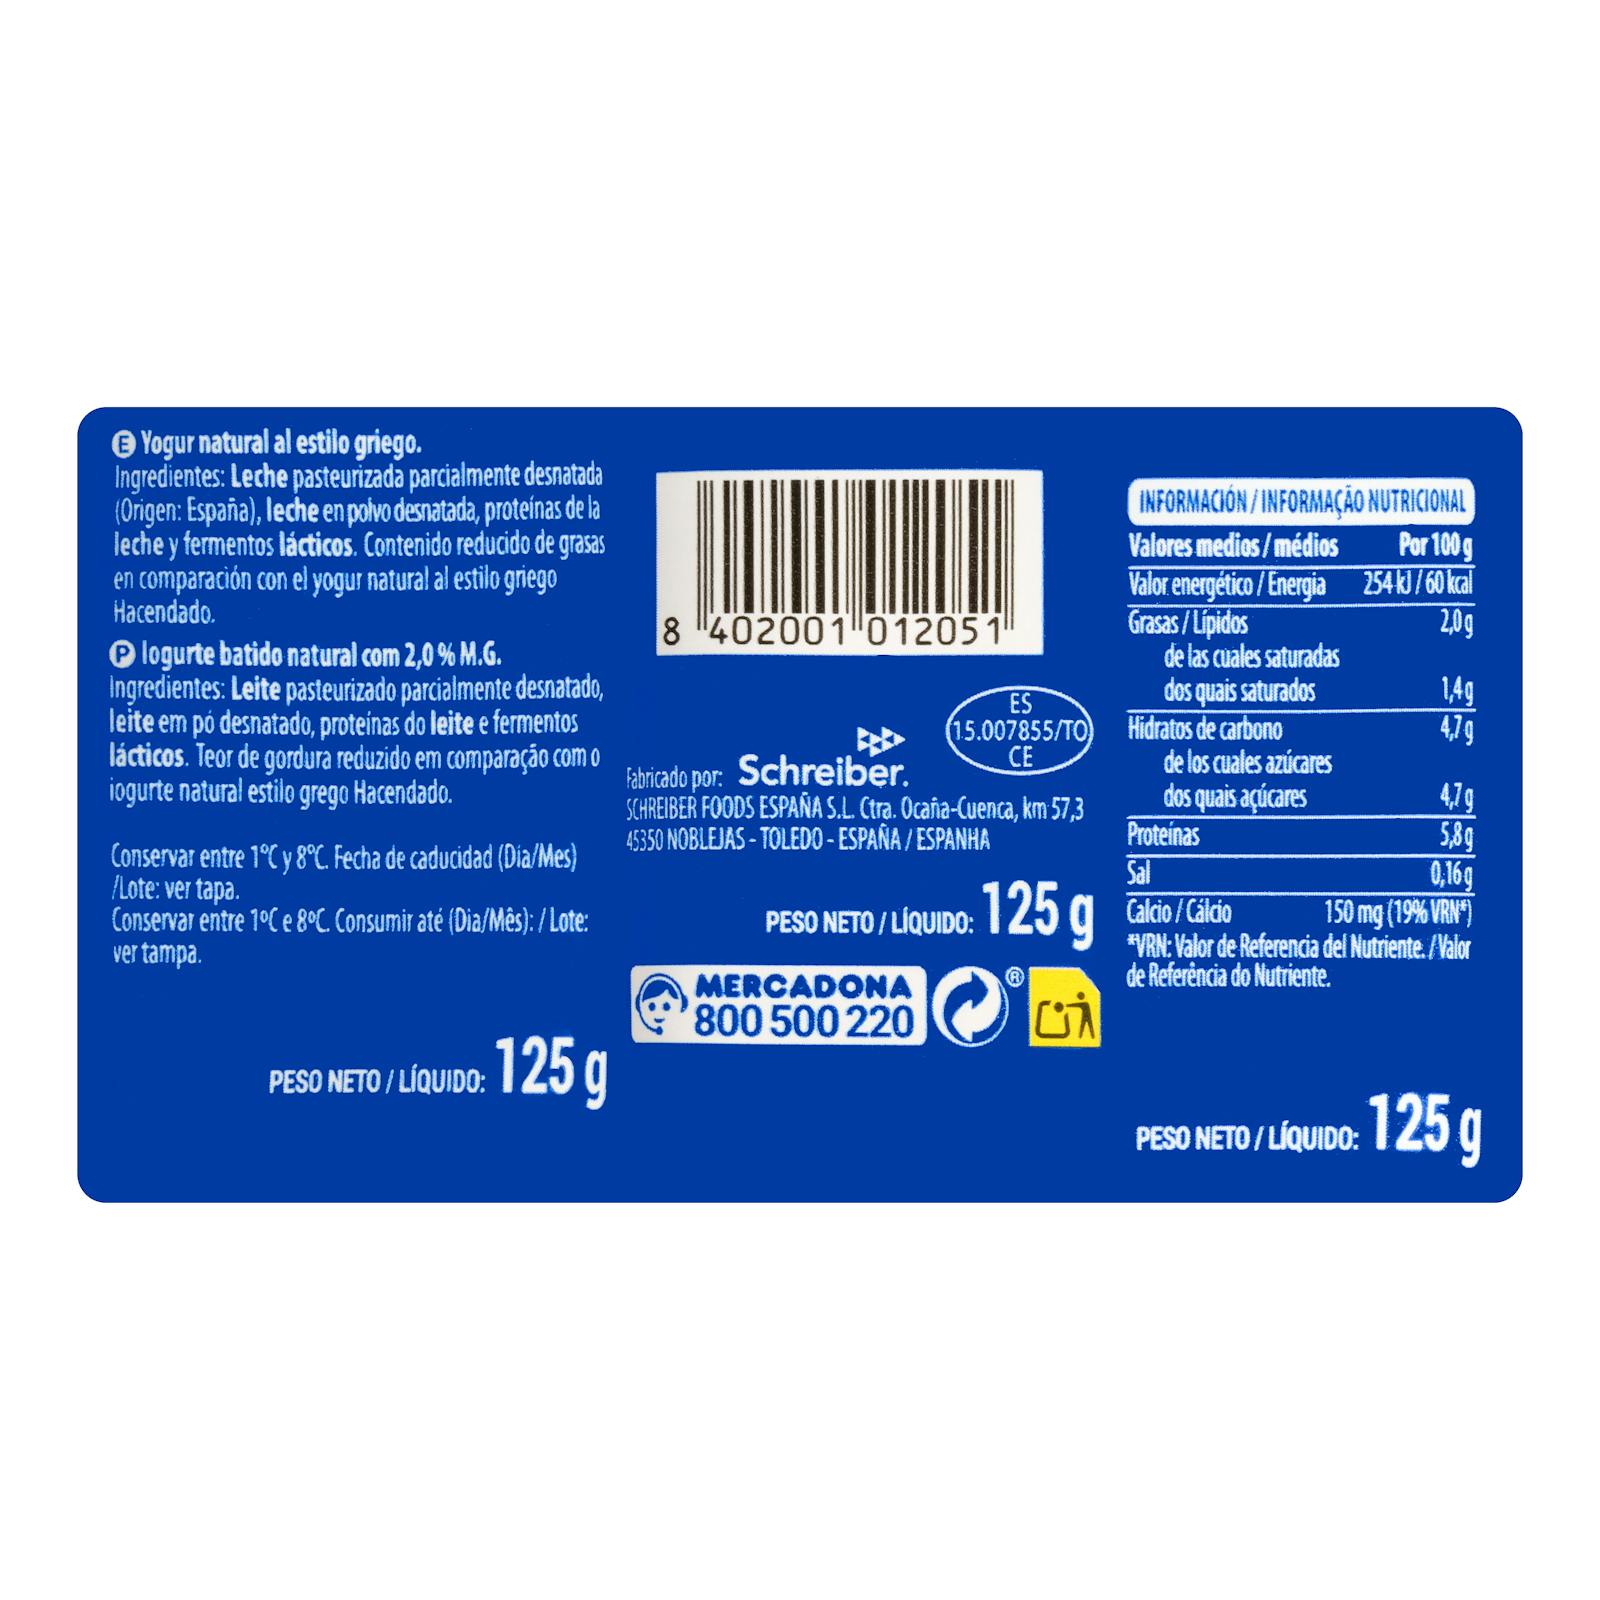 E Yogur natural al estilo griego.
Ingredientes: Leche pasteurizada parcialmente desnatada
(Origen: España), leche en polvo desnatada, proteínas de la
leche y fermentos lácticos. Contenido reducido de grasas
en comparación con el yogur natural al estilo griego
Hacendado.
P Iogurte batido natural com 2,0 % M.G.
Ingredientes: Leite pasteurizado parcialmente desnatado,
leite em pó desnatado, proteínas do leite e fermentos
lácticos. Teor de gordura reduzido em comparação com o
iogurte natural estilo grego Hacendado.
Conservar entre 1ºC y 8ºC. Fecha de caducidad (Dia/Mes)
/Lote: ver tapa.
Conservar entre 1ºC e 8ºC. Consumir até (Dia/Mês): / Lote:
ver tampa.
PESO NETO / LÍQUIDO: 125 g
8 402001 012051
ES
15.007855/TO
CE
Fabricado por: Schreiber.
SCHREIBER FOODS ESPAÑA S.L. Ctra. Ocaña-Cuenca, km 57,3
45350 NOBLEJAS - TOLEDO - ESPAÑA / ESPANHA
PESO NETO / LÍQUIDO: 125 g
MERCADONA
800 500 220
®
INFORMACIÓN / INFORMAÇÃO NUTRICIONAL
Valores medios / médios Por 100 g
Valor energético / Energia 254 kJ / 60 kcal
Grasas / Lípidos 2,0 g
de las cuales saturadas
dos quais saturados 1,4 g
Hidratos de carbono 4,7 g
de los cuales azúcares
dos quais açúcares 4,7 g
Proteínas 5,8 g
Sal 0,16 g
Calcio / Cálcio 150 mg (19% VRN*)
*VRN: Valor de Referencia del Nutriente. / Valor
de Referência do Nutriente.
PESO NETO / LÍQUIDO: 125 g